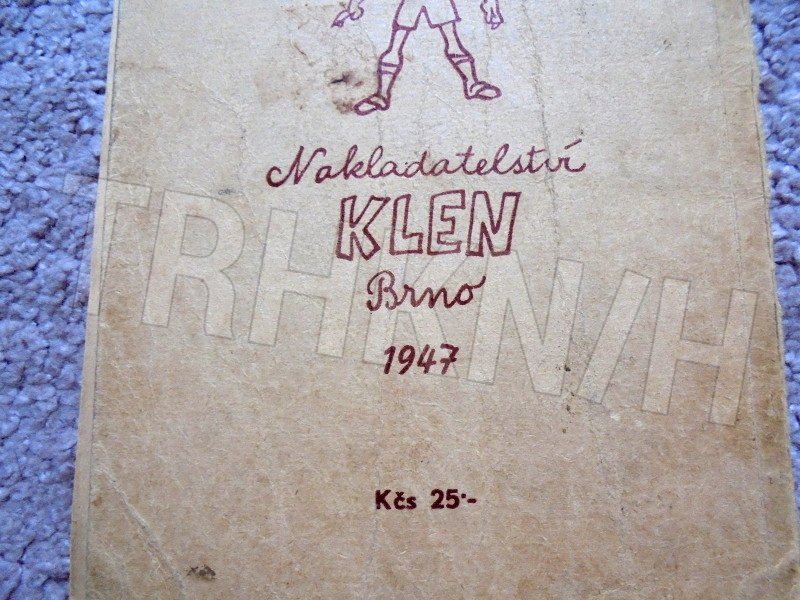 Nakladatelství
KLEN
Brno
1947
Kčs 25·-
TRHKNIH